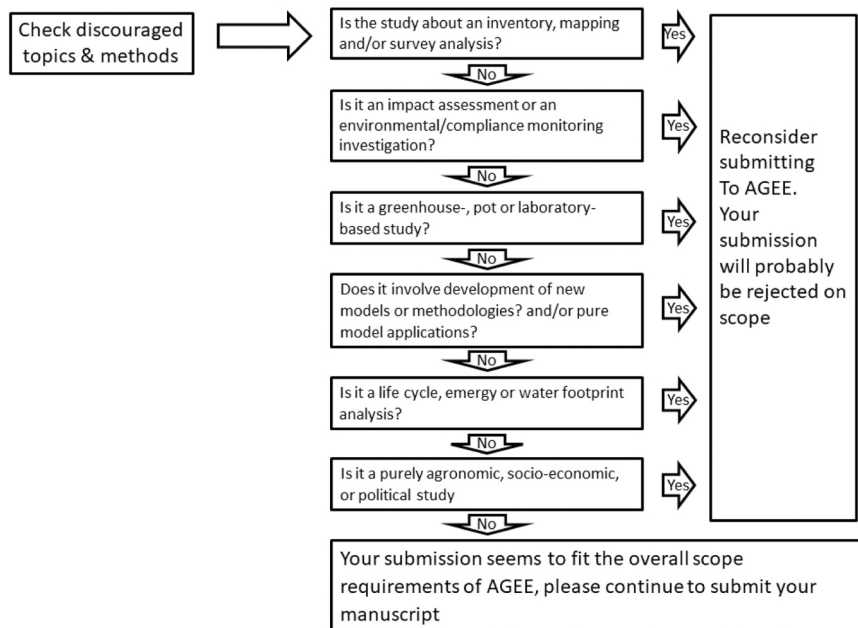 Check discouraged
topics & methods
Is the study about an inventory, mapping
and/or survey analysis?
Yes
No
Is it an impact assessment or an
environmental/compliance monitoring
investigation?
Yes
No
Is it a greenhouse-, pot or laboratory-
based study?
Yes
No
Does it involve development of new
models or methodologies? and/or pure
model applications?
Yes
No
Is it a life cycle, emergy or water footprint
analysis?
Yes
No
Is it a purely agronomic, socio-economic,
or political study
Yes
No
Reconsider
submitting
To AGEE.
Your
submission
will probably
be rejected on
scope
Your submission seems to fit the overall scope
requirements of AGEE, please continue to submit your
manuscript